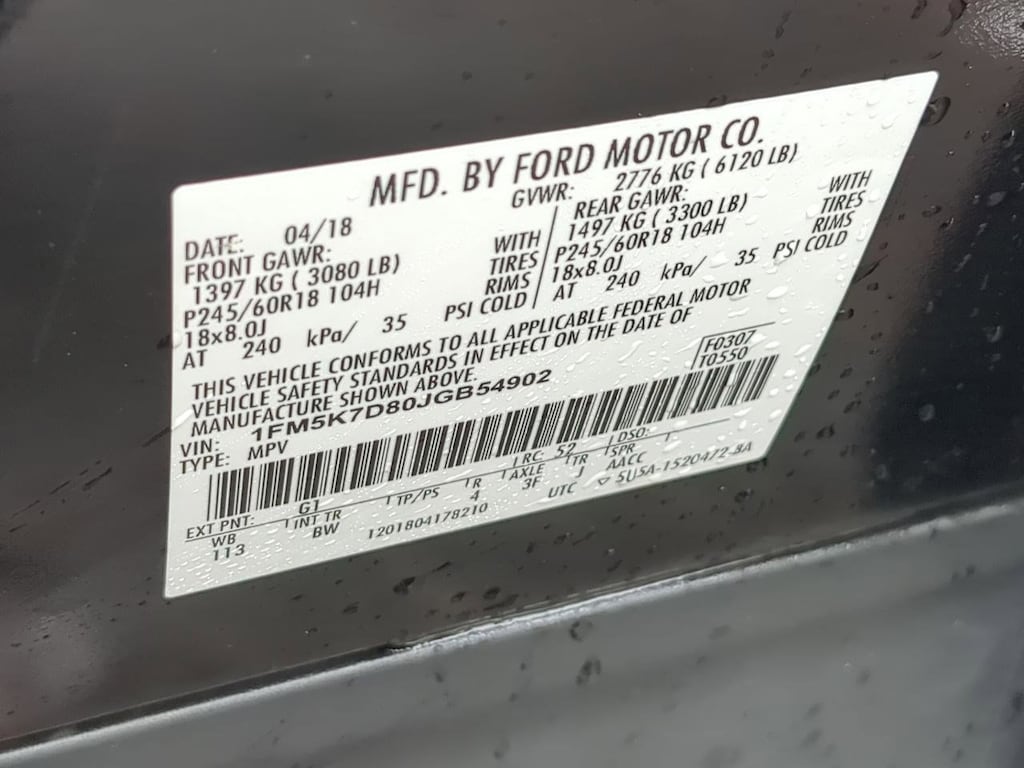 MFD. BY FORD MOTOR CO.
DATE: 04/18
GVWR: 2776 KG ( 6120 LB)
FRONT GAWR:
1397 KG ( 3080 LB) WITH
P245/60R18 104H TIRES
18x8.0J RIMS
AT 240 kPa/ 35 PSI COLD
REAR GAWR:
1497 KG ( 3300 LB) WITH
P245/60R18 104H TIRES
18x8.0J RIMS
AT 240 kPa/ 35 PSI COLD
THIS VEHICLE CONFORMS TO ALL APPLICABLE FEDERAL MOTOR
VEHICLE SAFETY STANDARDS IN EFFECT ON THE DATE OF
MANUFACTURE SHOWN ABOVE.
F0307
T0550
VIN: 1FM5K7D80JGB54902
TYPE: MPV
EXT PNT: G1 RC: 52 DSO:
WB INT TR TP/PS R AXLE TR SPR
113 BW 4 3F J AACC
1201804178210 UTC ▽ 5U5A-1520472-BA